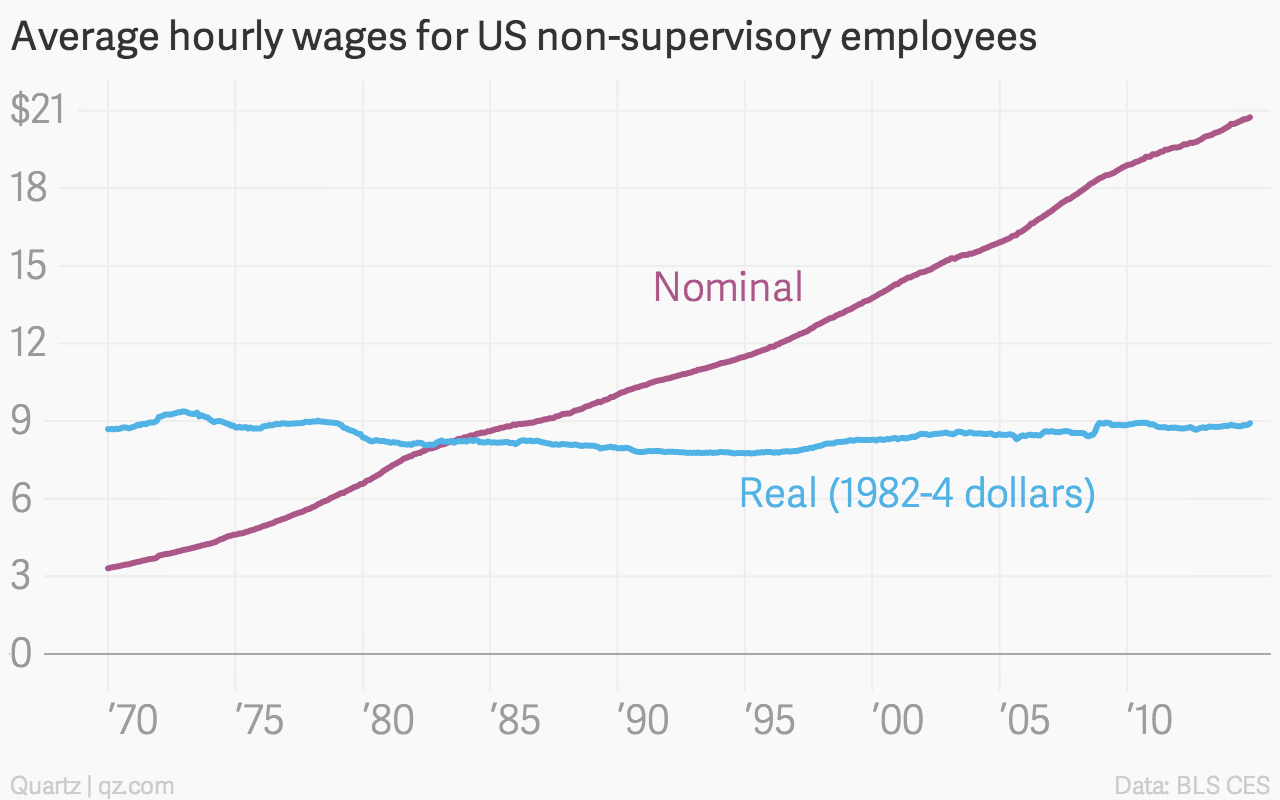 Average hourly wages for US non-supervisory employees
$21
18
15
Nominal
12
9
6
Real (1982-4 dollars)
3
0
’70 ’75 ’80 ’85 ’90 ’95 ’00 ’05 ’10
Quartz | qz.com Data: BLS CES